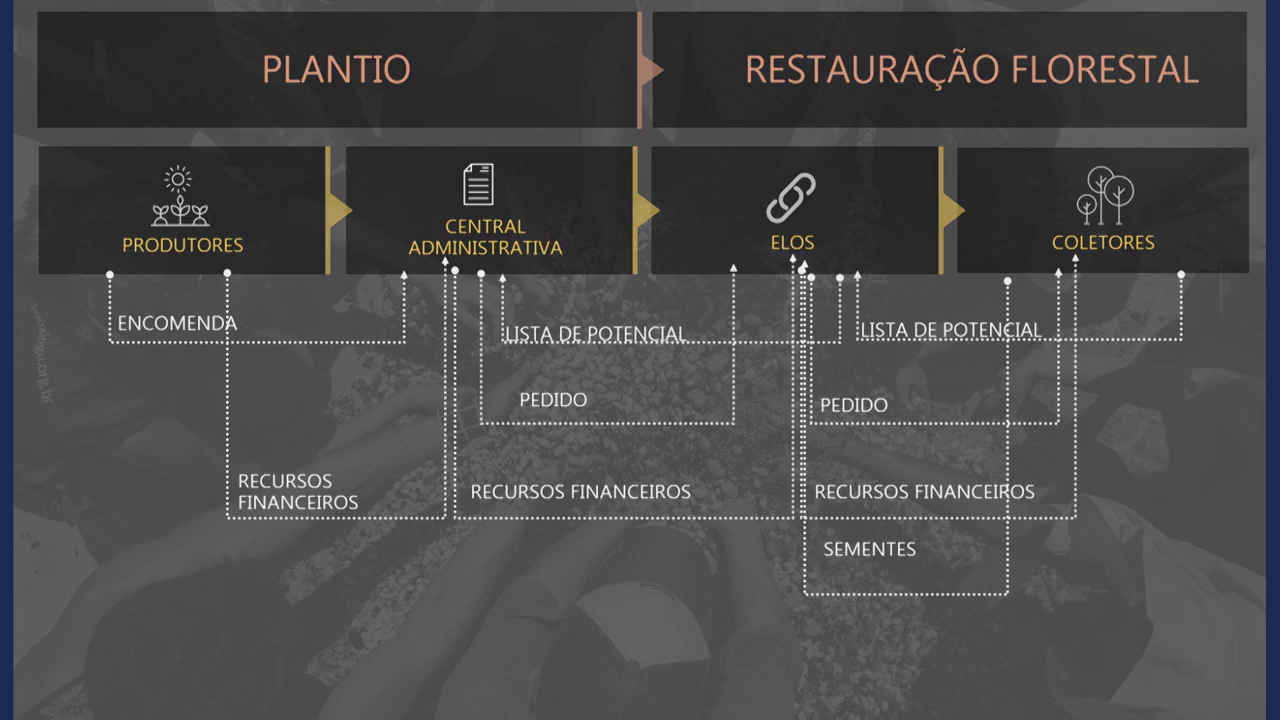 PLANTIO
RESTAURAÇÃO FLORESTAL
PRODUTORES
CENTRAL
ADMINISTRATIVA
ELOS
COLETORES
ENCOMENDA
LISTA DE POTENCIAL
LISTA DE POTENCIAL
PEDIDO
PEDIDO
RECURSOS
FINANCEIROS
RECURSOS FINANCEIROS
RECURSOS FINANCEIROS
SEMENTES